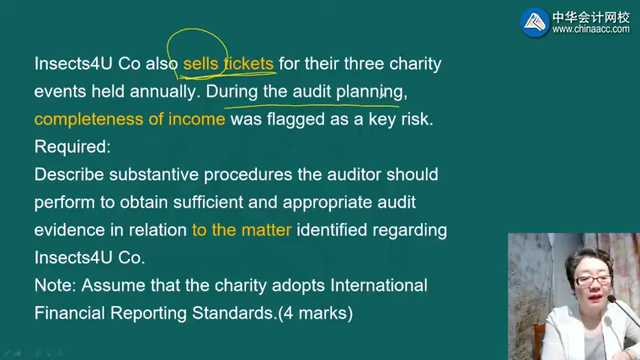 中华会计网校
www.chinaacc.com
Insects4U Co also sells tickets for their three charity
events held annually. During the audit planning,
completeness of income was flagged as a key risk.
Required:
Describe substantive procedures the auditor should
perform to obtain sufficient and appropriate audit
evidence in relation to the matter identified regarding
Insects4U Co.
Note: Assume that the charity adopts International
Financial Reporting Standards.(4 marks)